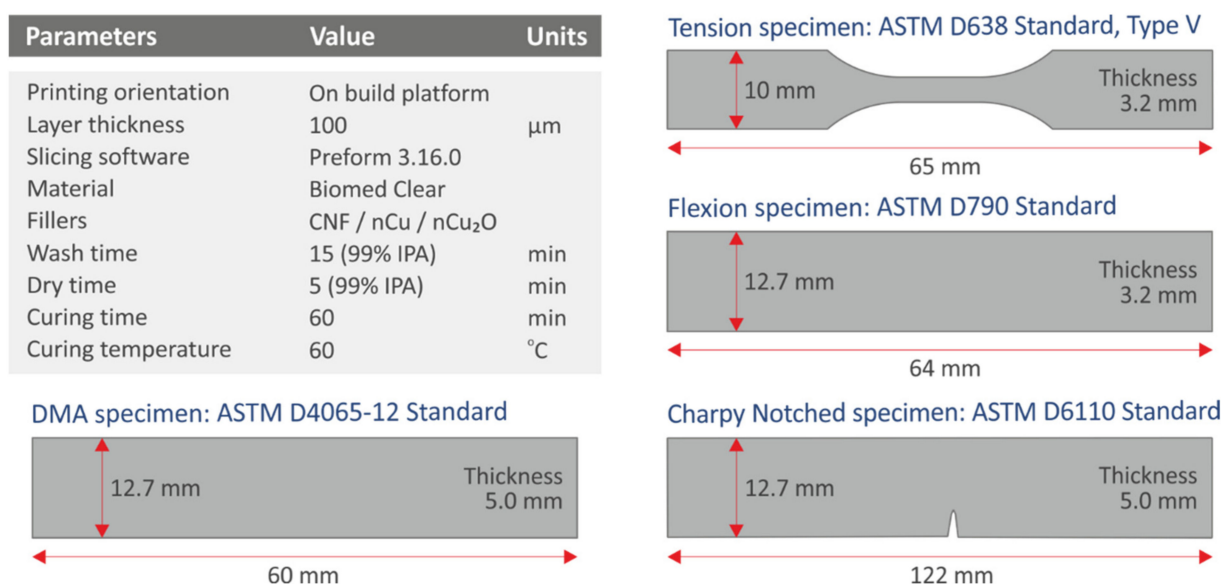 Parameters Value Units
Printing orientation On build platform
Layer thickness 100 µm
Slicing software Preform 3.16.0
Material Biomed Clear
Fillers CNF / nCu / nCu₂O
Wash time 15 (99% IPA) min
Dry time 5 (99% IPA) min
Curing time 60 min
Curing temperature 60 °C
DMA specimen: ASTM D4065-12 Standard
12.7 mm
Thickness
5.0 mm
60 mm
Tension specimen: ASTM D638 Standard, Type V
10 mm
Thickness
3.2 mm
65 mm
Flexion specimen: ASTM D790 Standard
12.7 mm
Thickness
3.2 mm
64 mm
Charpy Notched specimen: ASTM D6110 Standard
12.7 mm
Thickness
5.0 mm
122 mm